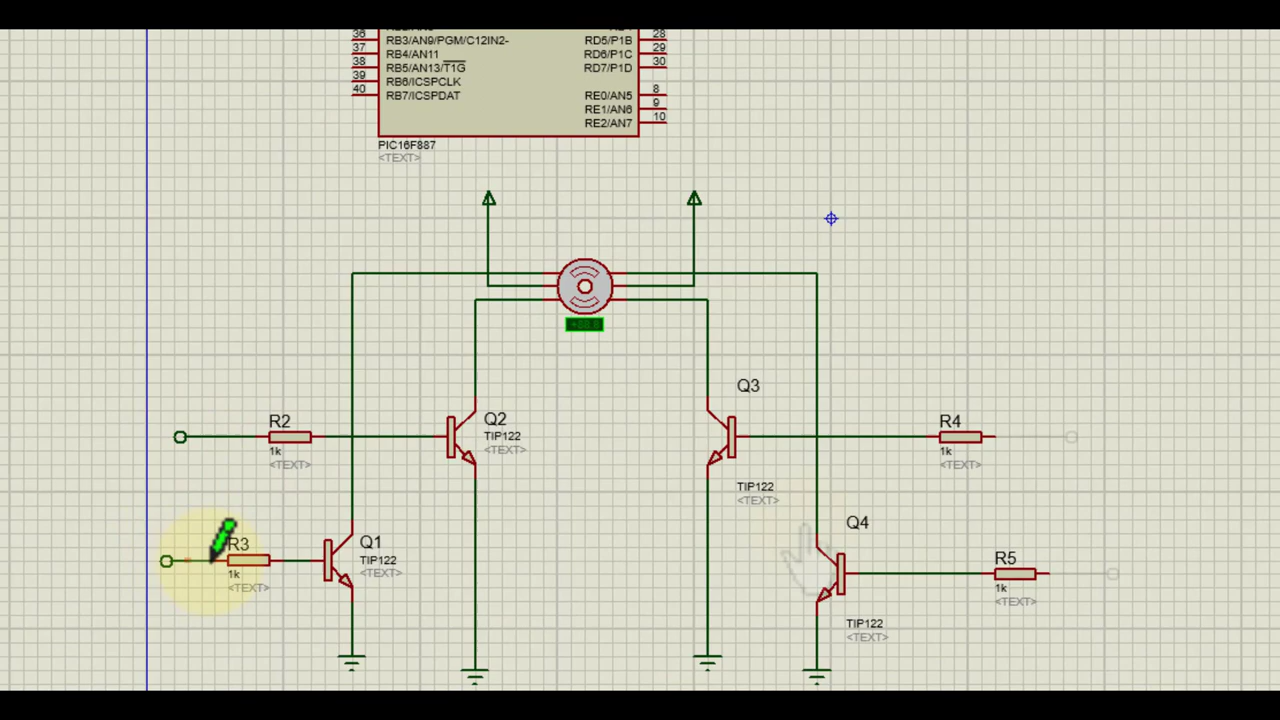 36
RB3/AN9/PGM/C12IN2-
RD5/P1B
28
37
RB4/AN11
RD6/P1C
29
38
RB5/AN13/T1G
RD7/P1D
30
39
RB6/ICSPCLK
40
RB7/ICSPDAT
RE0/AN5
8
RE1/AN6
9
RE2/AN7
10
PIC16F887
<TEXT>
Q3
R2
Q2
R4
TIP122
1k
<TEXT>
1k
<TEXT>
<TEXT>
TIP122
<TEXT>
Q4
R3
Q1
TIP122
R5
1k
<TEXT>
1k
<TEXT>
<TEXT>
TIP122
<TEXT>